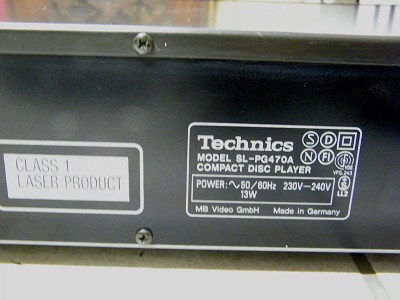 CLASS 1
LASER PRODUCT
Technics
MODEL SL-PG470A
COMPACT DISC PLAYER
POWER: ∿50/60Hz 230V—240V
13W
MB Video GmbH Made in Germany
S D
N FI